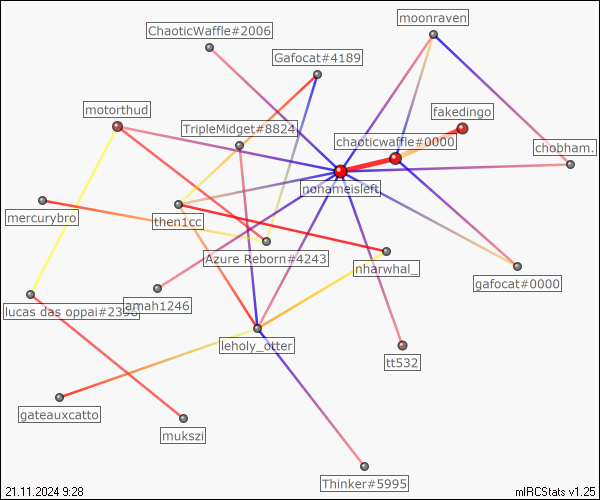 ChaoticWaffle#2006
moonraven
Gafocat#4189
motorthud
fakedingo
TripleMidget#8824
chaoticwaffle#0000
chobham.
nonameisleft
mercurybro
then1cc
Azure Reborn#4243
nharwhal_
gafocat#0000
lucas das oppai#2396
amah1246
leholy_otter
tt532
gateauxcatto
mukszi
Thinker#5995
21.11.2024 9:28
mIRCStats v1.25